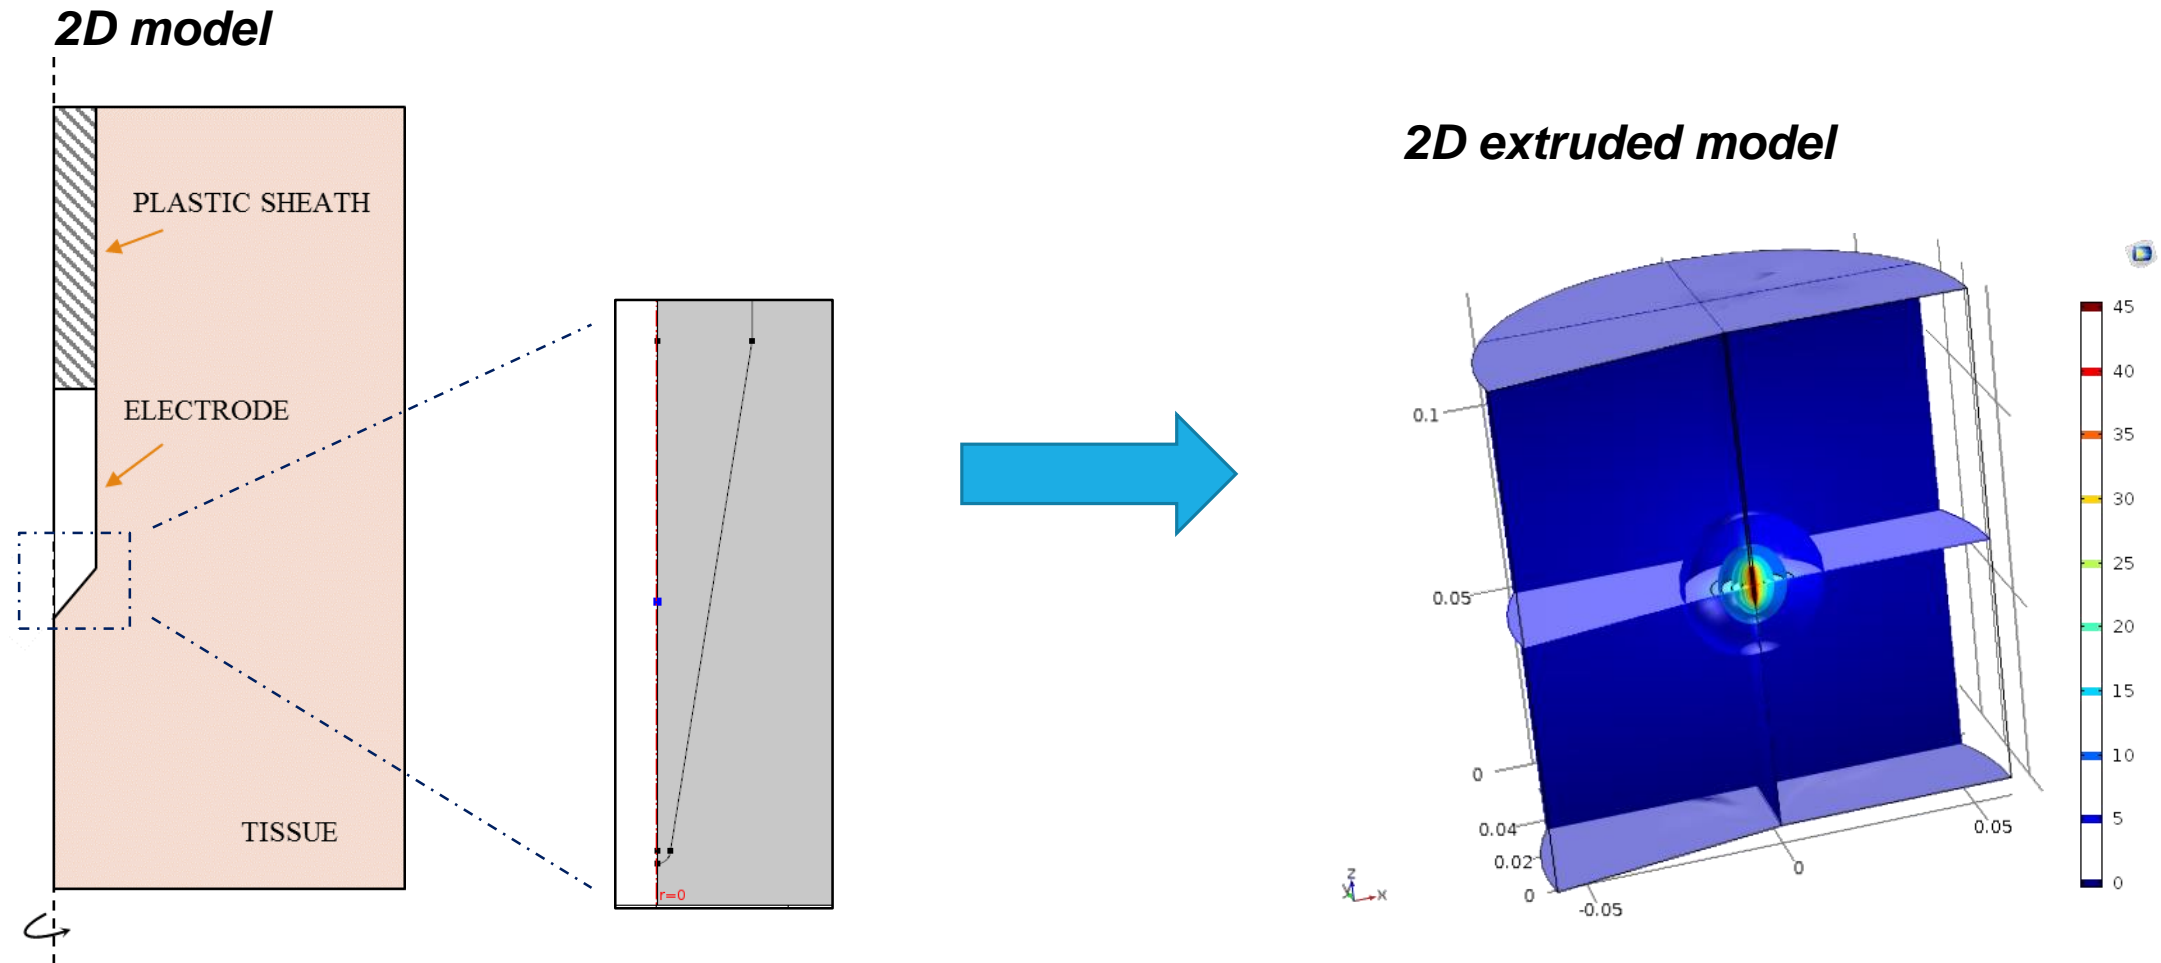 2D model
PLASTIC SHEATH
ELECTRODE
TISSUE
r=0
2D extruded model
0.1
0.05
0
0.04
0.02
0
-0.05
0
0.05
z
y
x
45
40
35
30
25
20
15
10
5
0